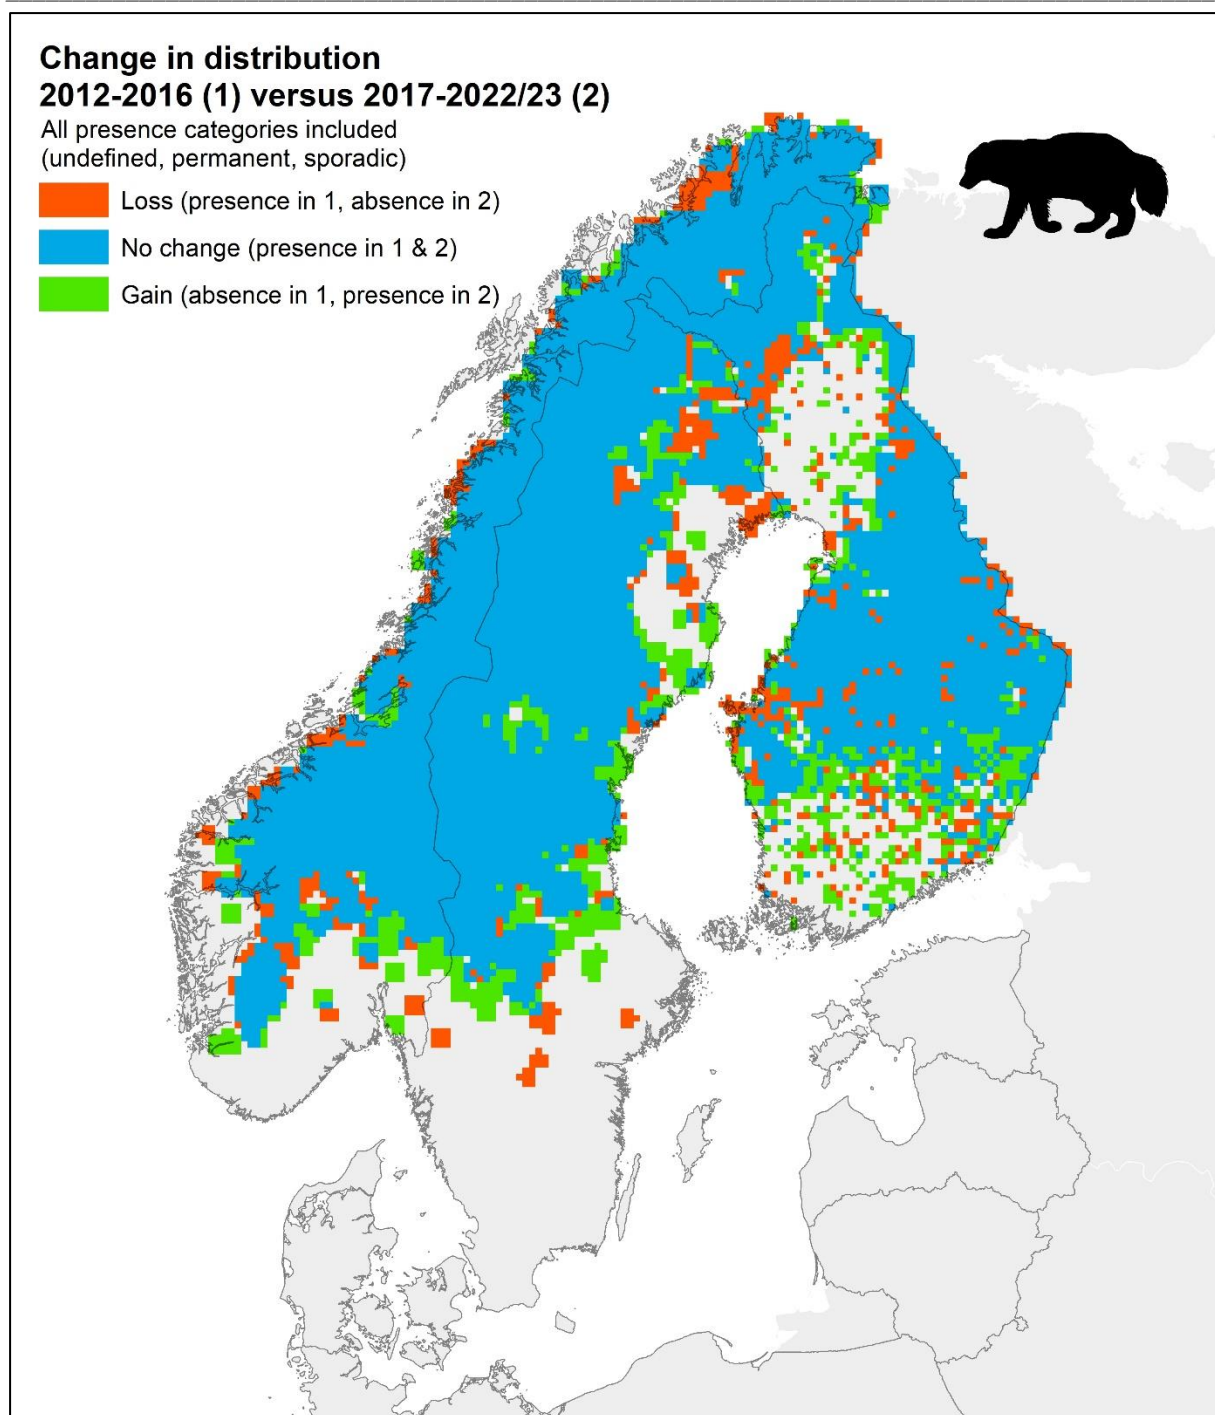 Change in distribution
2012-2016 (1) versus 2017-2022/23 (2)
All presence categories included
(undefined, permanent, sporadic)
Loss (presence in 1, absence in 2)
No change (presence in 1 & 2)
Gain (absence in 1, presence in 2)